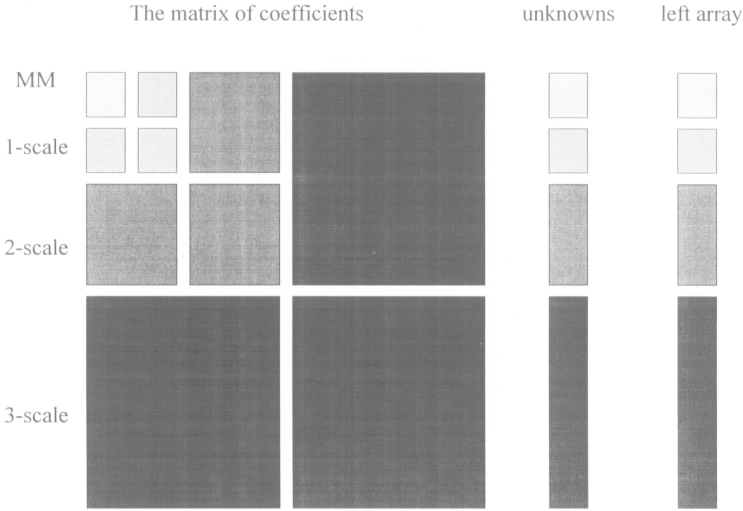 The matrix of coefficients unknowns left array
MM
1-scale
2-scale
3-scale